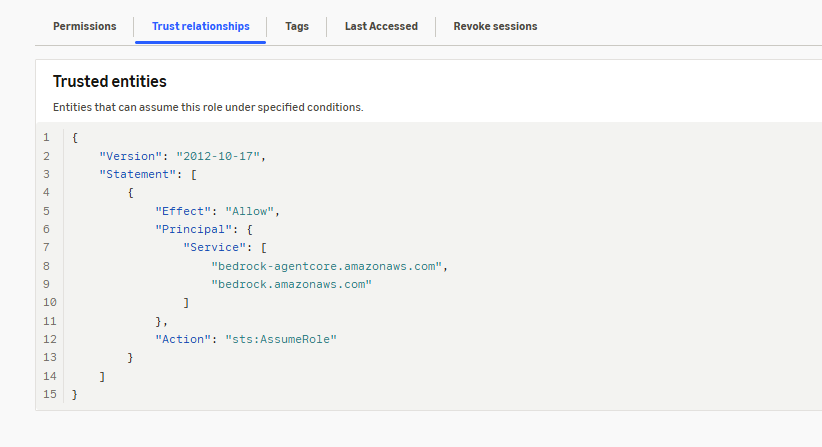 Permissions
Trust relationships
Tags
Last Accessed
Revoke sessions
Trusted entities
Entities that can assume this role under specified conditions.
1 {
2     "Version": "2012-10-17",
3     "Statement": [
4         {
5             "Effect": "Allow",
6             "Principal": {
7                 "Service": [
8                     "bedrock-agentcore.amazonaws.com",
9                     "bedrock.amazonaws.com"
10                 ]
11             },
12             "Action": "sts:AssumeRole"
13         }
14     ]
15 }